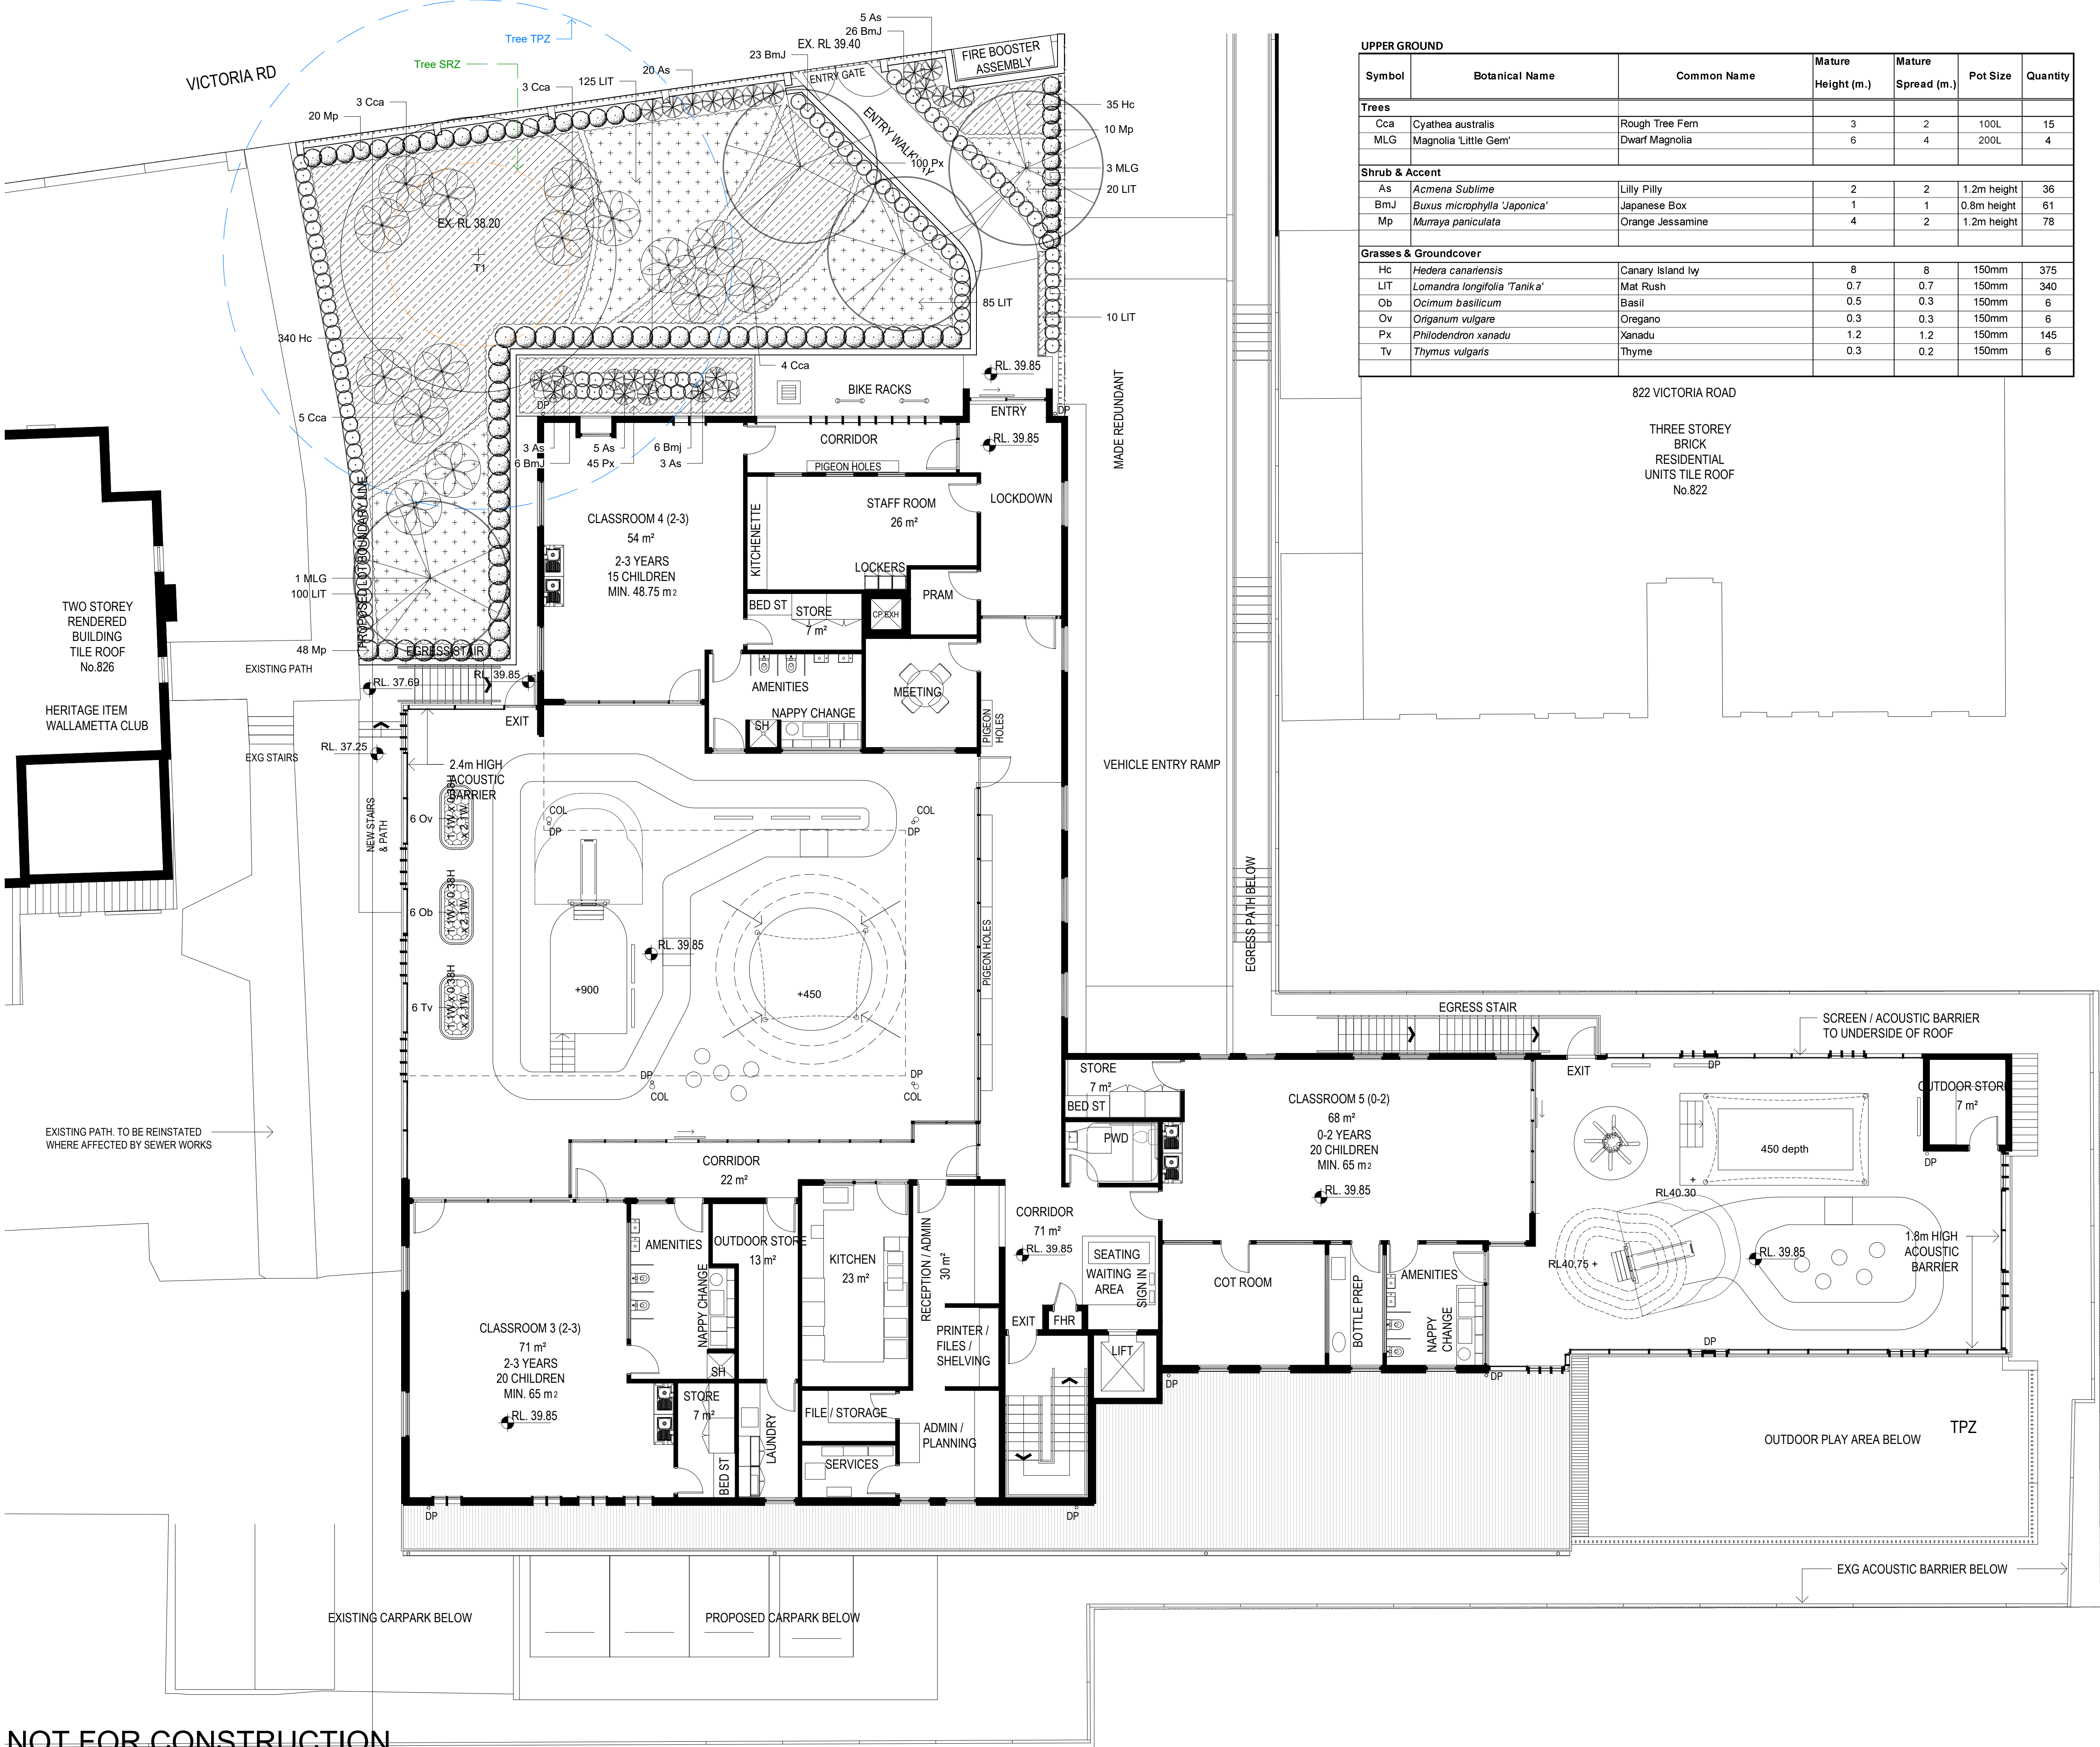 VICTORIA RD
Tree TPZ
Tree SRZ
5 As
26 BmJ
23 BmJ
EX. RL 39.40
ENTRY GATE
FIRE BOOSTER
ASSEMBLY
20 As
125 LIT
3 Cca
3 Cca
20 Mp
ENTRY WALKWAY
100 Px
35 Hc
10 Mp
3 MLG
20 LIT
10 LIT
EX. RL 38.20
T1
85 LIT
340 Hc
4 Cca
5 Cca
1 MLG
100 LIT
48 Mp
PROPOSED LOT BOUNDARY LINE
3 As
6 BmJ
5 As
45 Px
6 Bmj
3 As
DP
BIKE RACKS
RL. 39.85
ENTRY
DP
RL. 39.85
CORRIDOR
PIGEON HOLES
LOCKDOWN
STAFF ROOM
26 m²
KITCHENETTE
LOCKERS
PRAM
CP EXH
CLASSROOM 4 (2-3)
54 m²
2-3 YEARS
15 CHILDREN
MIN. 48.75 m2
BED ST
STORE
7 m²
AMENITIES
NAPPY CHANGE
SH
MEETING
PIGEON
HOLES
MADE REDUNDANT
VEHICLE ENTRY RAMP
EGRESS PATH BELOW
TWO STOREY
RENDERED
BUILDING
TILE ROOF
No.826
HERITAGE ITEM
WALLAMETTA CLUB
EXISTING PATH
EXG STAIRS
EGRESS STAIR
RL. 37.69
RL. 39.85
EXIT
RL. 37.25
NEW STAIRS
& PATH
2.4m HIGH
ACOUSTIC
BARRIER
6 Ov
1.1W x 0.38H
x 2.1W
6 Ob
1.1W x 0.38H
x 2.1W
6 Tv
1.1W x 0.38H
x 2.1W
COL
DP
COL
DP
RL. 39.85
+900
+450
PIGEON HOLES
DP
COL
DP
COL
EXISTING PATH. TO BE REINSTATED
WHERE AFFECTED BY SEWER WORKS
CORRIDOR
22 m²
CLASSROOM 3 (2-3)
71 m²
2-3 YEARS
20 CHILDREN
MIN. 65 m2
RL. 39.85
AMENITIES
NAPPY CHANGE
SH
OUTDOOR STORE
13 m²
STORE
7 m²
BED ST
LAUNDRY
KITCHEN
23 m²
RECEPTION / ADMIN
30 m²
PRINTER /
FILES /
SHELVING
FILE / STORAGE
SERVICES
ADMIN /
PLANNING
CORRIDOR
71 m²
RL. 39.85
SEATING
WAITING
AREA
SIGN IN
EXIT
FHR
LIFT
STORE
7 m²
BED ST
PWD
CLASSROOM 5 (0-2)
68 m²
0-2 YEARS
20 CHILDREN
MIN. 65 m2
RL. 39.85
COT ROOM
BOTTLE PREP
AMENITIES
NAPPY
CHANGE
EGRESS STAIR
EXIT
SCREEN / ACOUSTIC BARRIER
TO UNDERSIDE OF ROOF
DP
OUTDOOR STORE
7 m²
DP
450 depth
RL40.30
RL40.75 +
RL. 39.85
1.8m HIGH
ACOUSTIC
BARRIER
DP
DP
DP
DP
DP
OUTDOOR PLAY AREA BELOW
TPZ
EXG ACOUSTIC BARRIER BELOW
EXISTING CARPARK BELOW
PROPOSED CARPARK BELOW
NOT FOR CONSTRUCTION
UPPER GROUND
Symbol Botanical Name Common Name Mature Height (m.) Mature Spread (m.) Pot Size Quantity
Trees
Cca Cyathea australis Rough Tree Fern 3 2 100L 15
MLG Magnolia 'Little Gem' Dwarf Magnolia 6 4 200L 4
Shrub & Accent
As Acmena Sublime Lilly Pilly 2 2 1.2m height 36
BmJ Buxus microphylla 'Japonica' Japanese Box 1 1 0.8m height 61
Mp Murraya paniculata Orange Jessamine 4 2 1.2m height 78
Grasses & Groundcover
Hc Hedera canariensis Canary Island Ivy 8 8 150mm 375
LIT Lomandra longifolia 'Tanika' Mat Rush 0.7 0.7 150mm 340
Ob Ocimum basilicum Basil 0.5 0.3 150mm 6
Ov Origanum vulgare Oregano 0.3 0.3 150mm 6
Px Philodendron xanadu Xanadu 1.2 1.2 150mm 145
Tv Thymus vulgaris Thyme 0.3 0.2 150mm 6
822 VICTORIA ROAD
THREE STOREY
BRICK
RESIDENTIAL
UNITS TILE ROOF
No.822